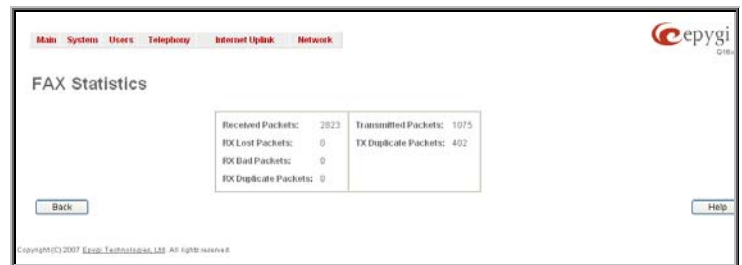 Main System Users Telephony Internet Uplink Network
epygi
FAX Statistics
Received Packets: 2823 Transmitted Packets: 1075
RX Lost Packets: 0 TX Duplicate Packets: 402
RX Bad Packets: 0
RX Duplicate Packets: 0
Back Help
Copyright (C) 2007 Epygi Technologies, Ltd. All rights reserved.